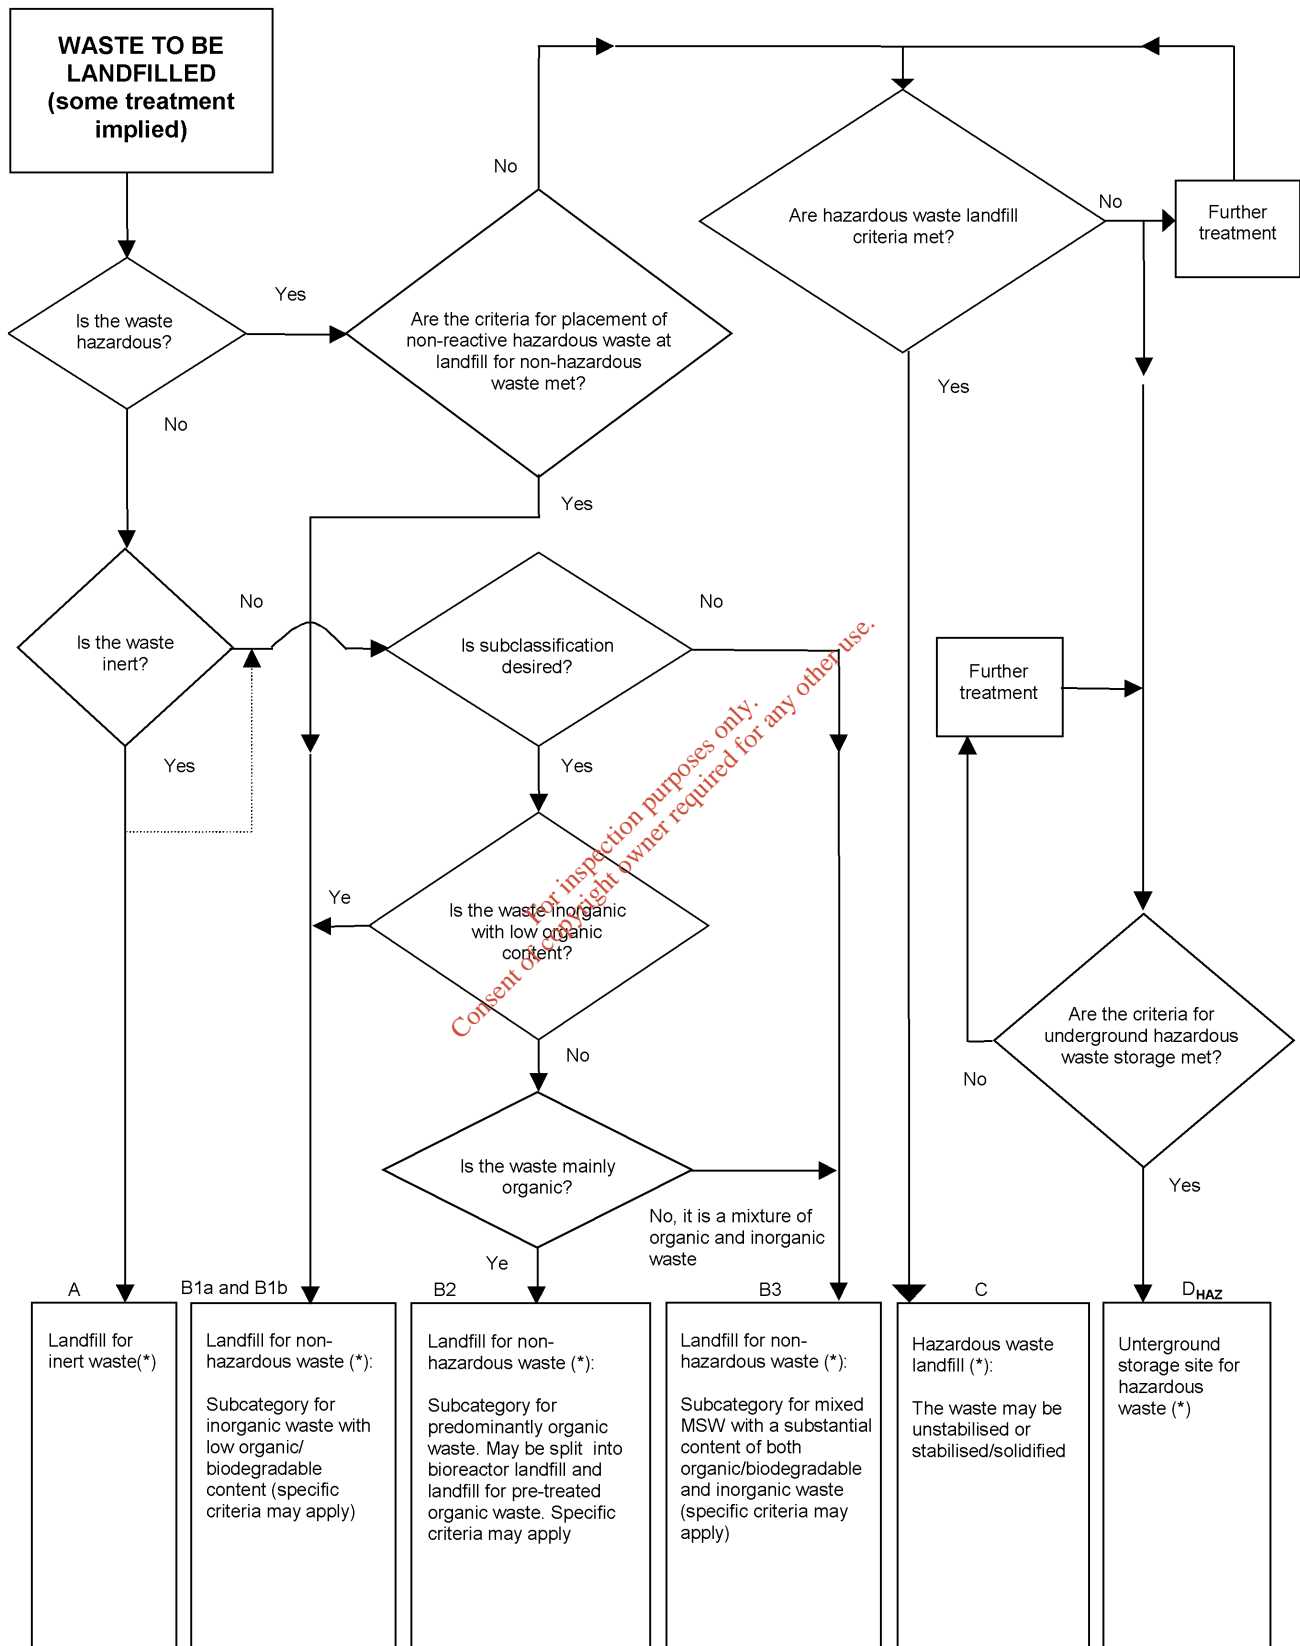 WASTE TO BE
LANDFILLED
(some treatment
implied)
No
Are hazardous waste landfill
criteria met?
No
Further
treatment
Is the waste
hazardous?
Yes
Are the criteria for placement of
non-reactive hazardous waste at
landfill for non-hazardous
waste met?
Yes
No
Yes
Is the waste
inert?
No
Is subclassification
desired?
No
Further
treatment
Yes
Yes
For inspection purposes only.
Consent of copyright owner required for any other use.
Ye
Is the waste inorganic
with low organic
content?
No
Are the criteria for
underground hazardous
waste storage met?
No
Is the waste mainly
organic?
Yes
No, it is a mixture of
organic and inorganic
waste
Ye
A
B1a and B1b
B2
B3
C
DHAZ
Landfill for
inert waste(*)
Landfill for non-
hazardous waste (*):
Subcategory for
inorganic waste with
low organic/
biodegradable
content (specific
criteria may apply)
Landfill for non-
hazardous waste (*):
Subcategory for
predominantly organic
waste. May be split into
bioreactor landfill and
landfill for pre-treated
organic waste. Specific
criteria may apply
Landfill for non-
hazardous waste (*):
Subcategory for mixed
MSW with a substantial
content of both
organic/biodegradable
and inorganic waste
(specific criteria may
apply)
Hazardous waste
landfill (*):
The waste may be
unstabilised or
stabilised/solidified
Unterground
storage site for
hazardous
waste (*)